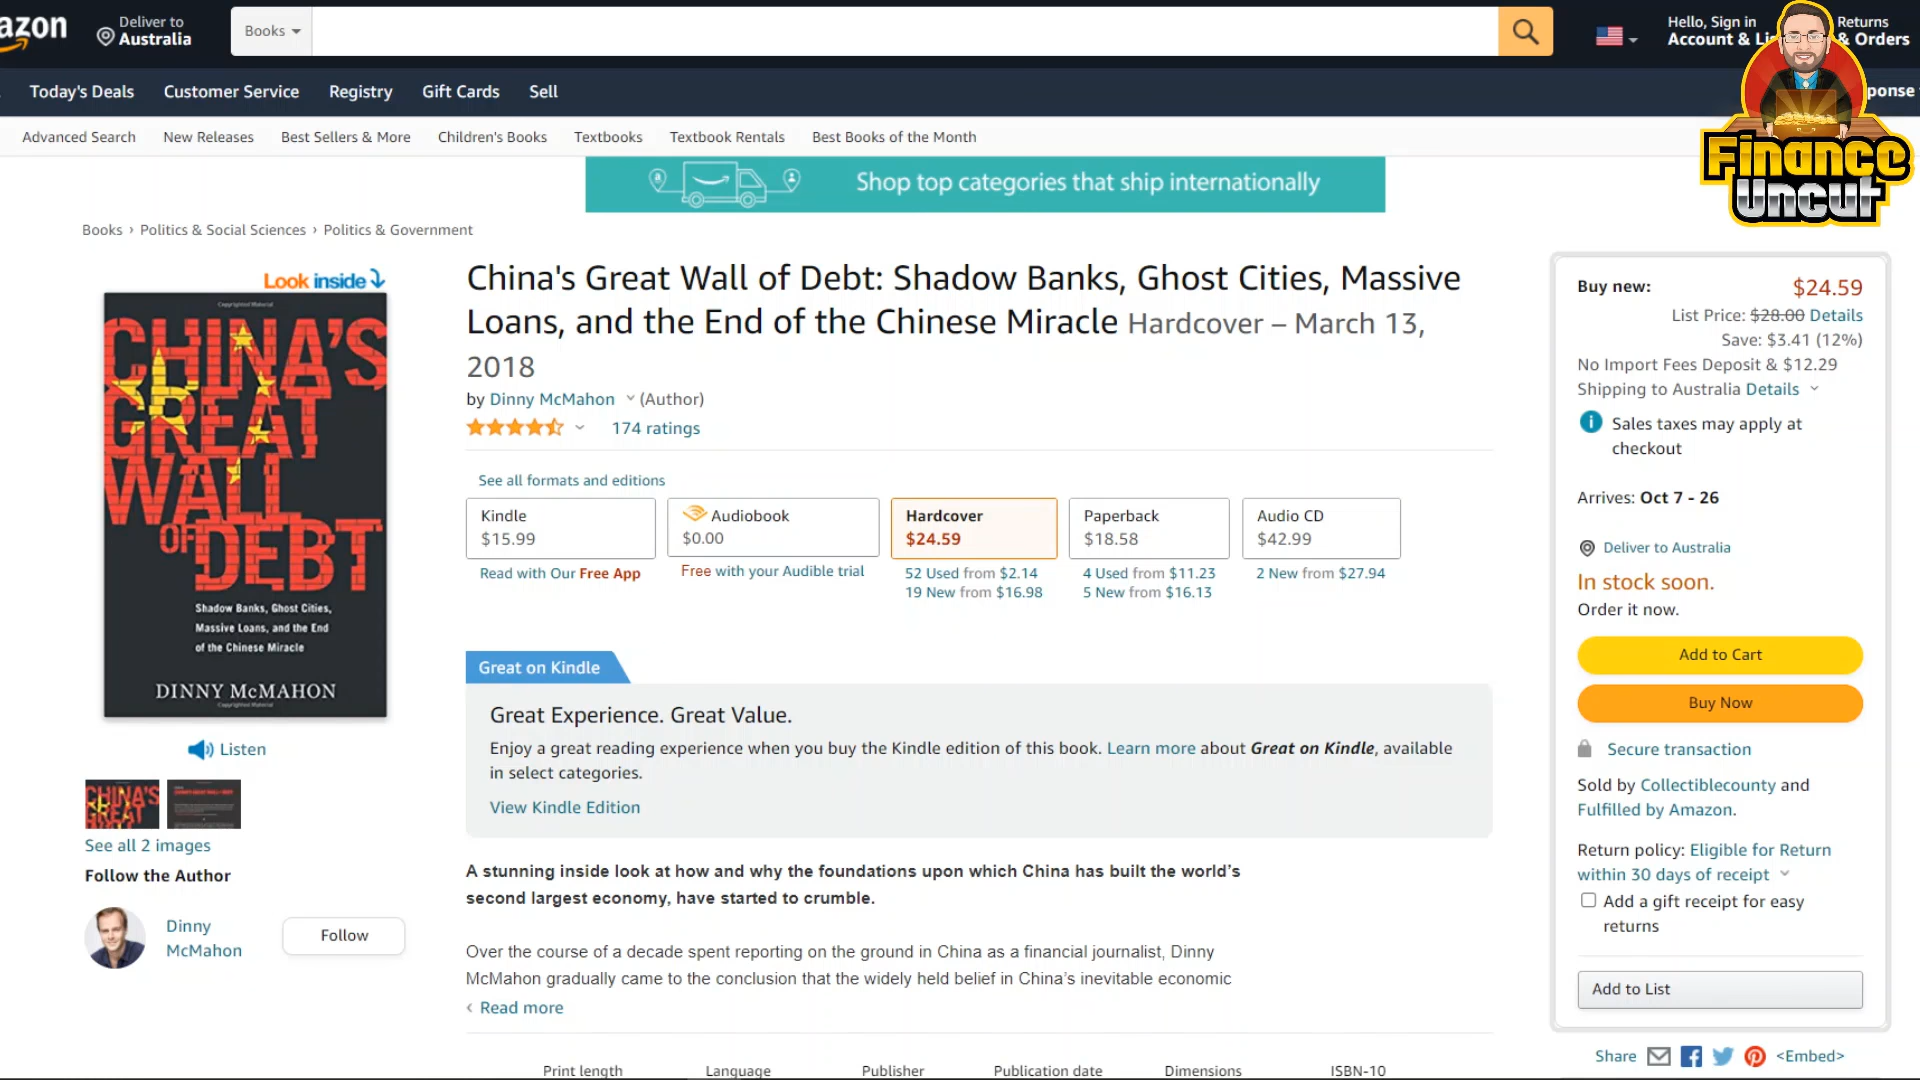 azon
Deliver to
Australia
Books
Hello, Sign in
Account & Li
Returns
& Orders
Today's Deals
Customer Service
Registry
Gift Cards
Sell
ponse
Advanced Search
New Releases
Best Sellers & More
Children's Books
Textbooks
Textbook Rentals
Best Books of the Month
Finance
Uncut
Shop top categories that ship internationally
Books › Politics & Social Sciences › Politics & Government
Look inside
Copyrighted Material
CHINA'S
GREAT
WALL
OF DEBT
Shadow Banks, Ghost Cities,
Massive Loans, and the End
of the Chinese Miracle
DINNY McMAHON
Copyrighted Material
Listen
See all 2 images
Follow the Author
Dinny
McMahon
Follow
China's Great Wall of Debt: Shadow Banks, Ghost Cities, Massive
Loans, and the End of the Chinese Miracle Hardcover – March 13,
2018
by Dinny McMahon (Author)
174 ratings
See all formats and editions
Kindle
$15.99
Read with Our Free App
Audiobook
$0.00
Free with your Audible trial
Hardcover
$24.59
52 Used from $2.14
19 New from $16.98
Paperback
$18.58
4 Used from $11.23
5 New from $16.13
Audio CD
$42.99
2 New from $27.94
Great on Kindle
Great Experience. Great Value.
Enjoy a great reading experience when you buy the Kindle edition of this book. Learn more about Great on Kindle, available
in select categories.
View Kindle Edition
A stunning inside look at how and why the foundations upon which China has built the world's
second largest economy, have started to crumble.
Over the course of a decade spent reporting on the ground in China as a financial journalist, Dinny
McMahon gradually came to the conclusion that the widely held belief in China's inevitable economic
‹ Read more
Print length
Language
Publisher
Publication date
Dimensions
ISBN-10
Buy new: $24.59
List Price: $28.00 Details
Save: $3.41 (12%)
No Import Fees Deposit & $12.29
Shipping to Australia Details
Sales taxes may apply at
checkout
Arrives: Oct 7 - 26
Deliver to Australia
In stock soon.
Order it now.
Add to Cart
Buy Now
Secure transaction
Sold by Collectiblecounty and
Fulfilled by Amazon.
Return policy: Eligible for Return
within 30 days of receipt
Add a gift receipt for easy
returns
Add to List
Share <Embed>